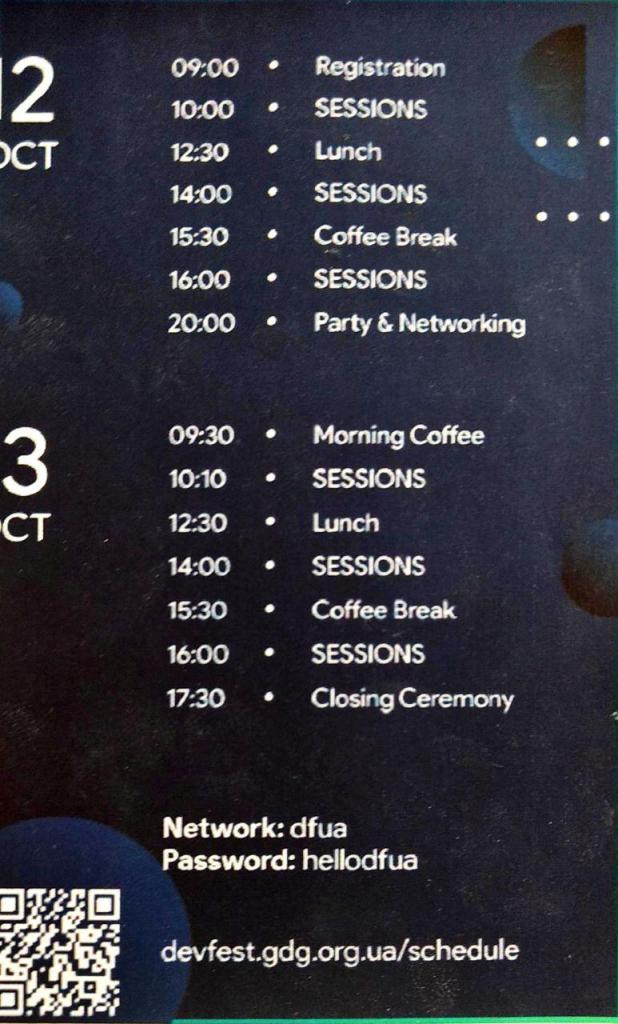 12
OCT
09:00 • Registration
10:00 • SESSIONS
12:30 • Lunch
14:00 • SESSIONS
15:30 • Coffee Break
16:00 • SESSIONS
20:00 • Party & Networking
3
OCT
09:30 • Morning Coffee
10:10 • SESSIONS
12:30 • Lunch
14:00 • SESSIONS
15:30 • Coffee Break
16:00 • SESSIONS
17:30 • Closing Ceremony
Network: dfua
Password: hellodfua
devfest.gdg.org.ua/schedule